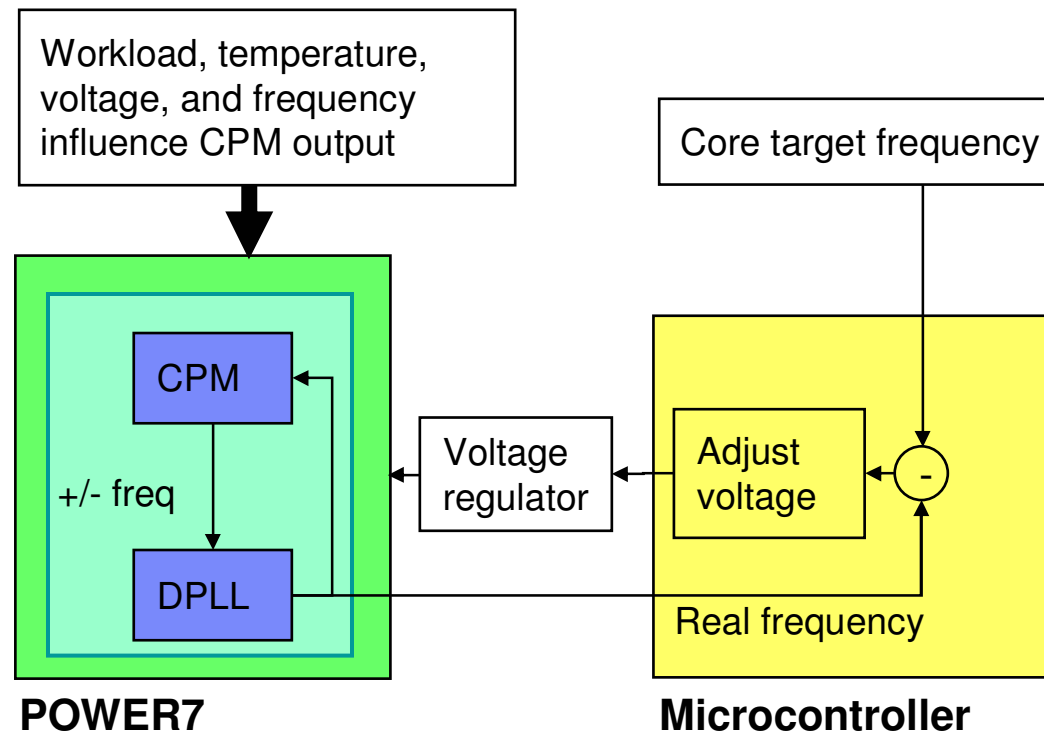 Workload, temperature,
voltage, and frequency
influence CPM output
Core target frequency
CPM
+/- freq
DPLL
Voltage
regulator
Adjust
voltage
-
Real frequency
POWER7
Microcontroller